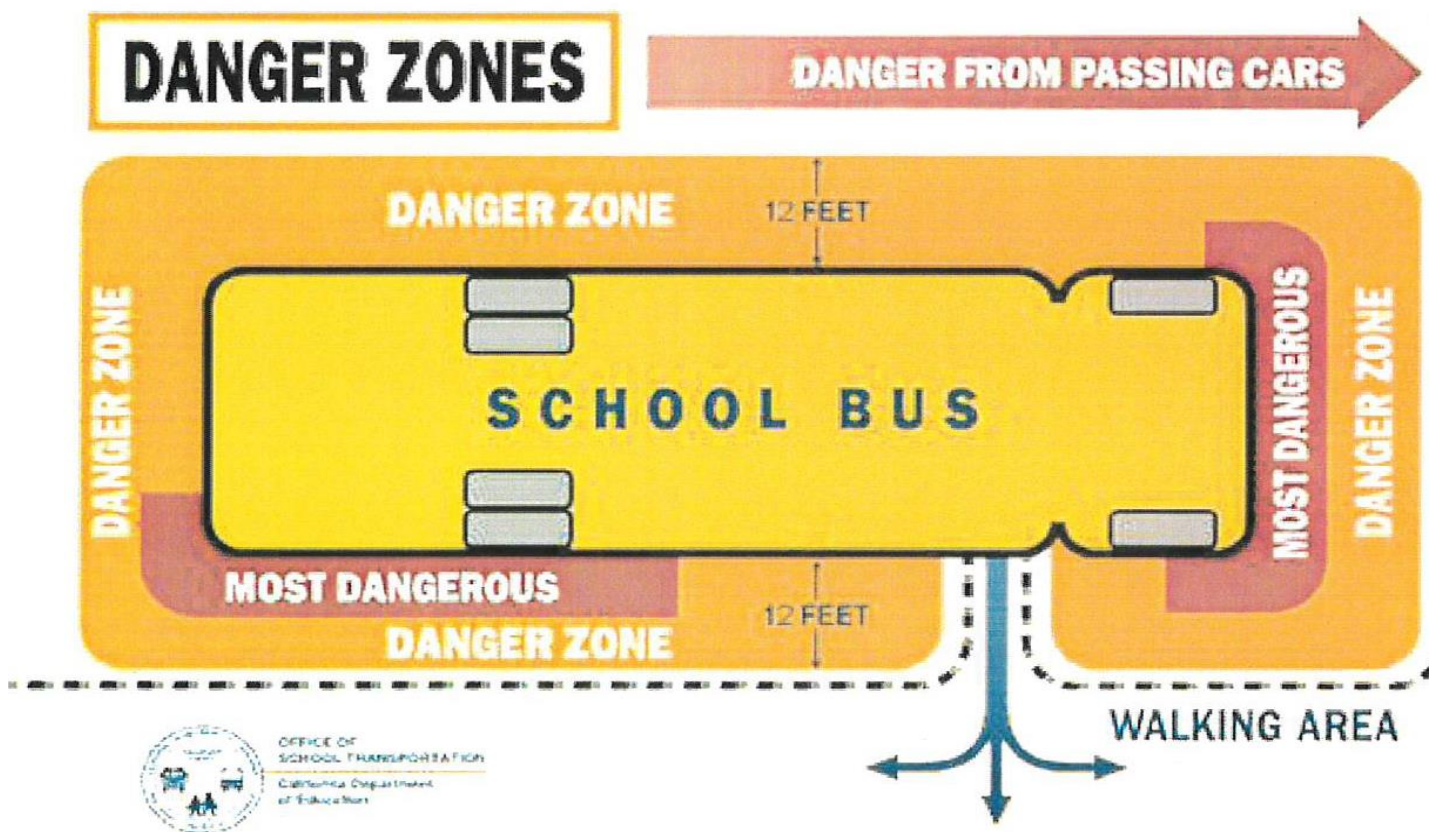 DANGER ZONES
DANGER FROM PASSING CARS
DANGER ZONE
12 FEET
DANGER ZONE
SCHOOL BUS
MOST DANGEROUS
DANGER ZONE
MOST DANGEROUS
DANGER ZONE
12 FEET
WALKING AREA
OFFICE OF
SCHOOL TRANSPORTATION
California Department
of Education